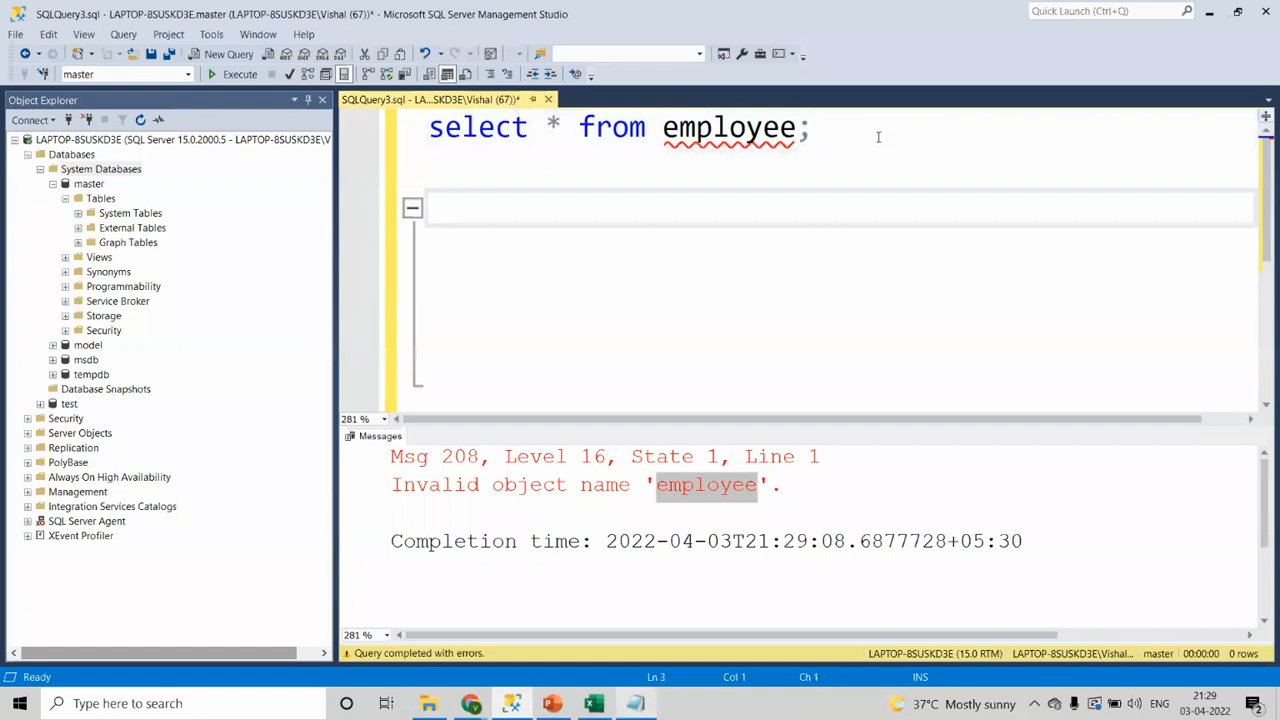 SQLQuery3.sql - LAPTOP-8SUSKD3E.master (LAPTOP-8SUSKD3E\Vishal (67))* - Microsoft SQL Server Management Studio
Quick Launch (Ctrl+Q)
File Edit View Query Project Tools Window Help
New Query
master
Execute
Object Explorer
SQLQuery3.sql - LA...SKD3E\Vishal (67))*
Connect
LAPTOP-8SUSKD3E (SQL Server 15.0.2000.5 - LAPTOP-8SUSKD3E\V
Databases
System Databases
master
Tables
System Tables
External Tables
Graph Tables
Views
Synonyms
Programmability
Service Broker
Storage
Security
model
msdb
tempdb
Database Snapshots
test
Security
Server Objects
Replication
PolyBase
Always On High Availability
Management
Integration Services Catalogs
SQL Server Agent
XEvent Profiler
select * from employee;
281 %
Messages
Msg 208, Level 16, State 1, Line 1
Invalid object name 'employee'.
Completion time: 2022-04-03T21:29:08.6877728+05:30
281 %
Query completed with errors.
LAPTOP-8SUSKD3E (15.0 RTM) LAPTOP-8SUSKD3E\Vishal... master 00:00:00 0 rows
Ready
Ln 3 Col 1 Ch 1 INS
Type here to search
37°C Mostly sunny
ENG
21:29
03-04-2022
2